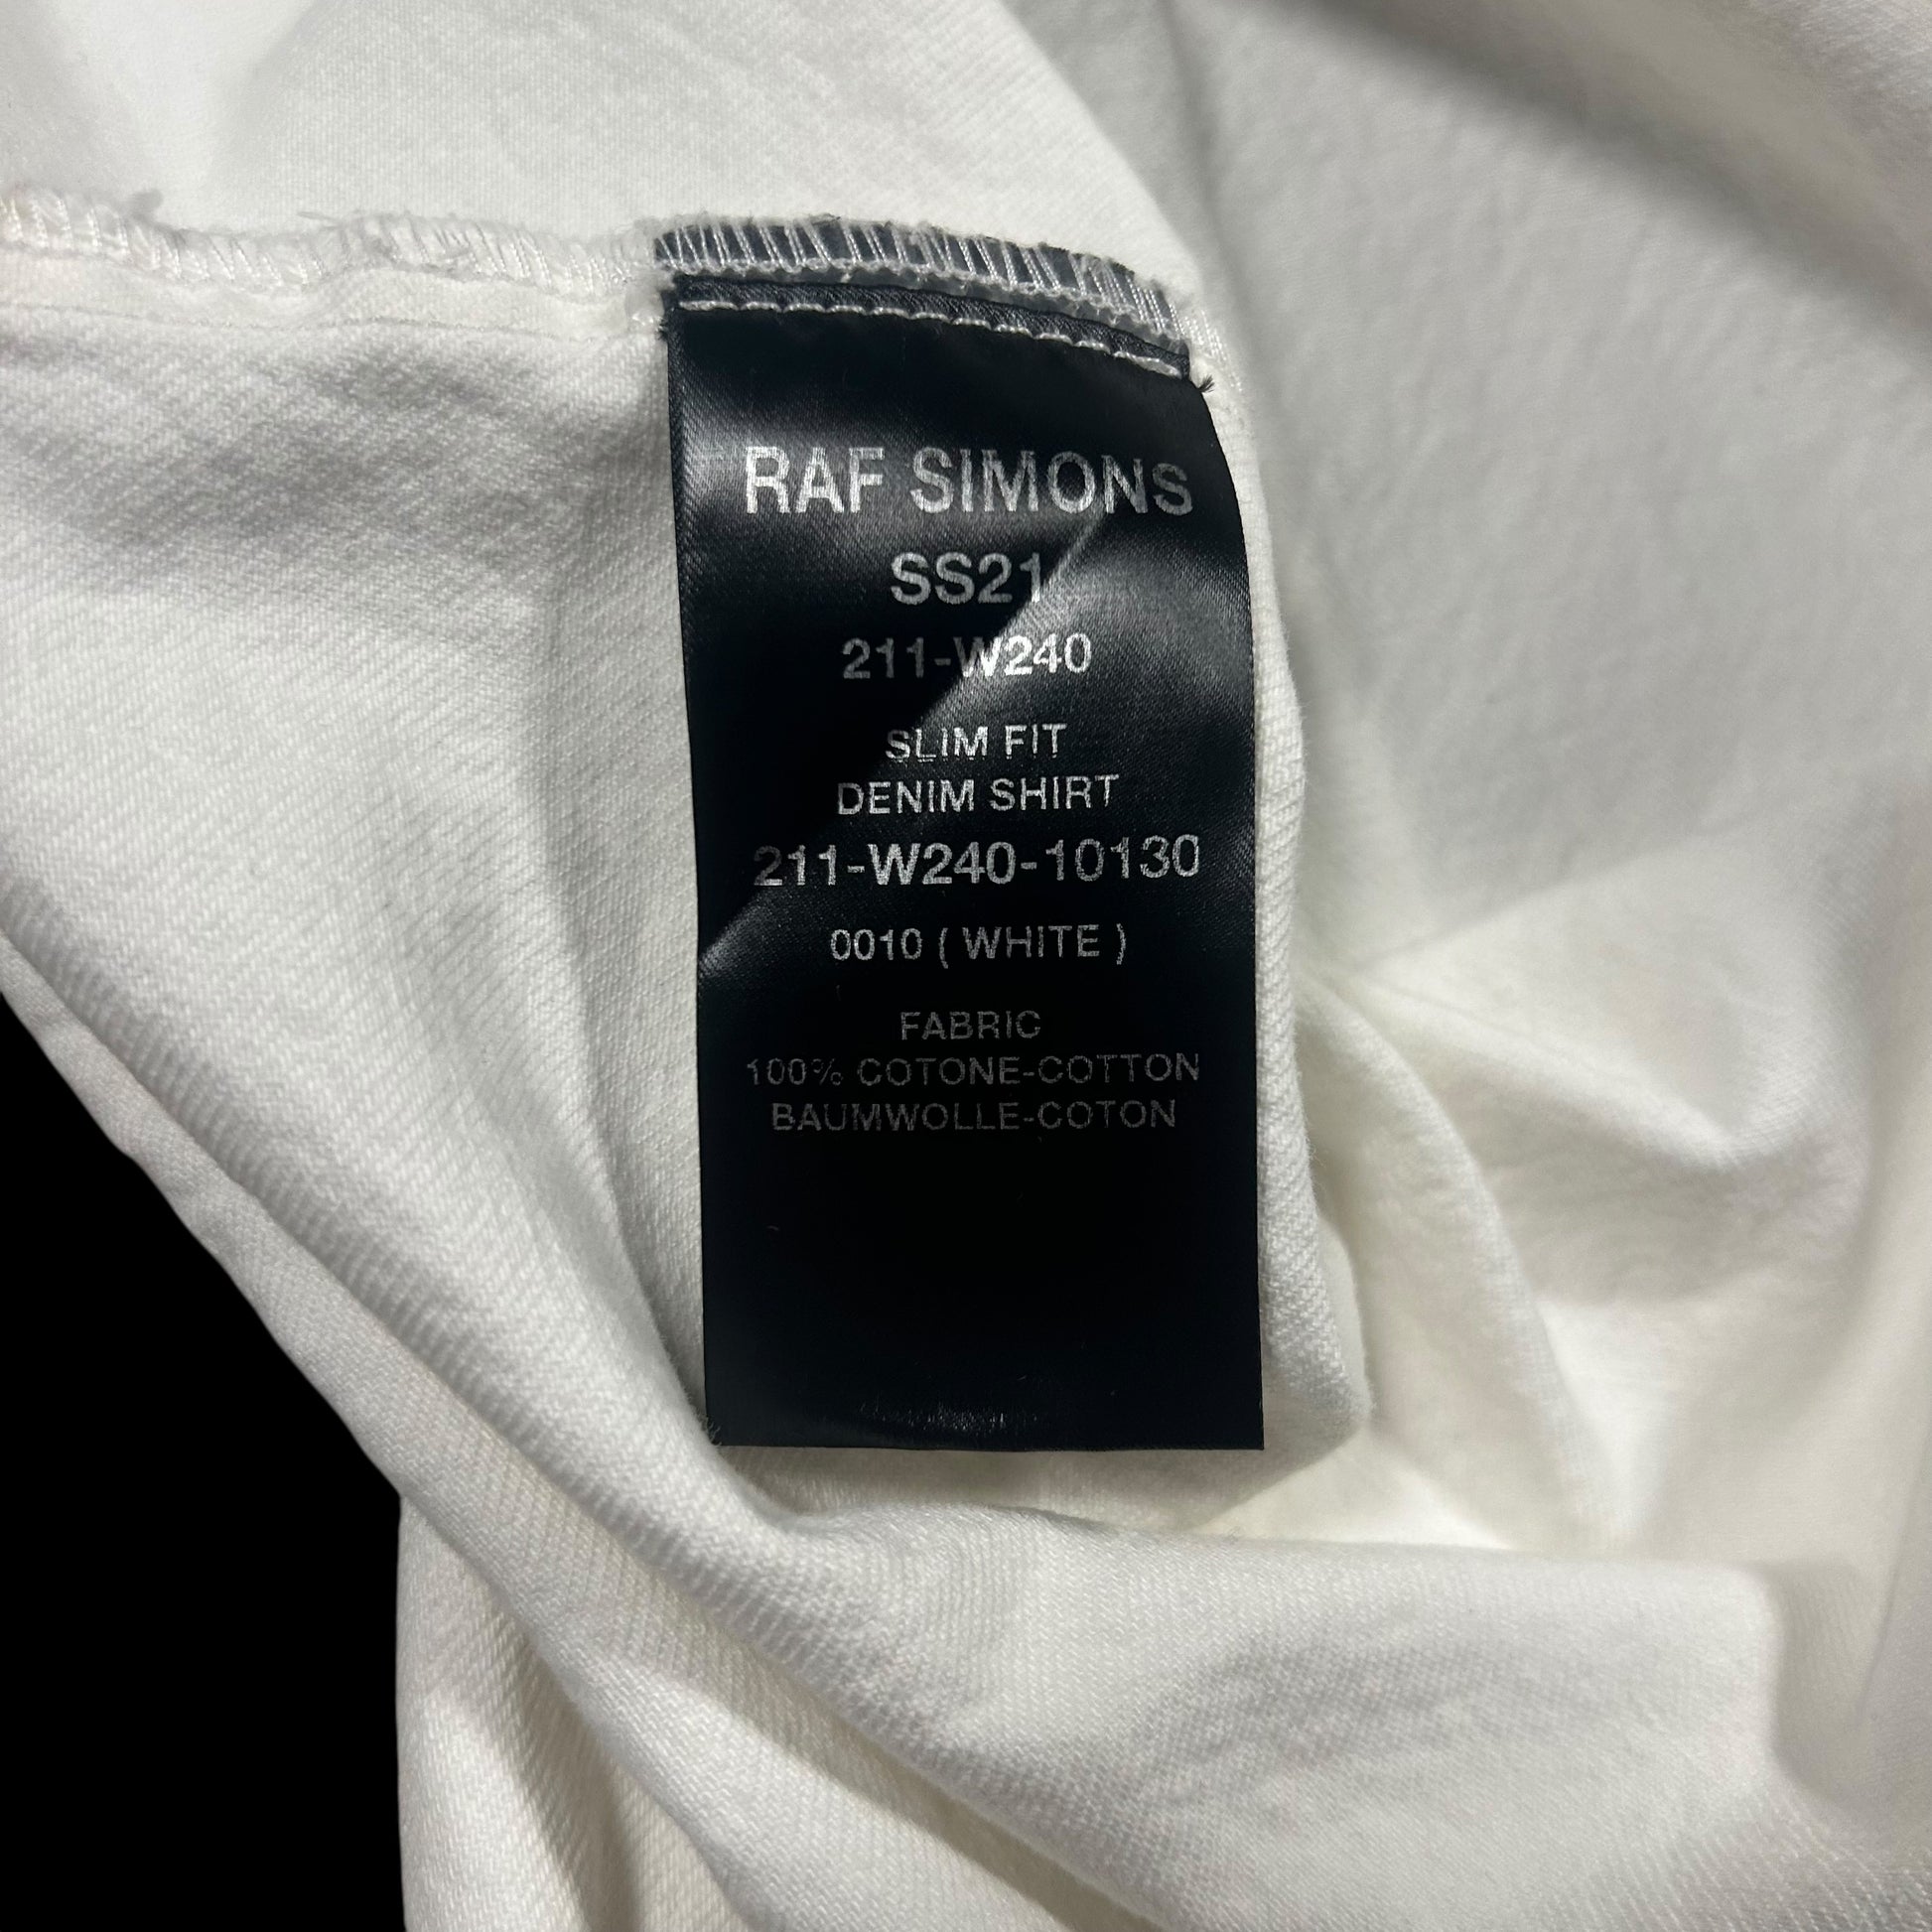 RAF SIMONS
SS21
211-W240
SLIM FIT
DENIM SHIRT
211-W240-10130
0010 ( WHITE )
FABRIC
100% COTONE-COTTON
BAUMWOLLE-COTON